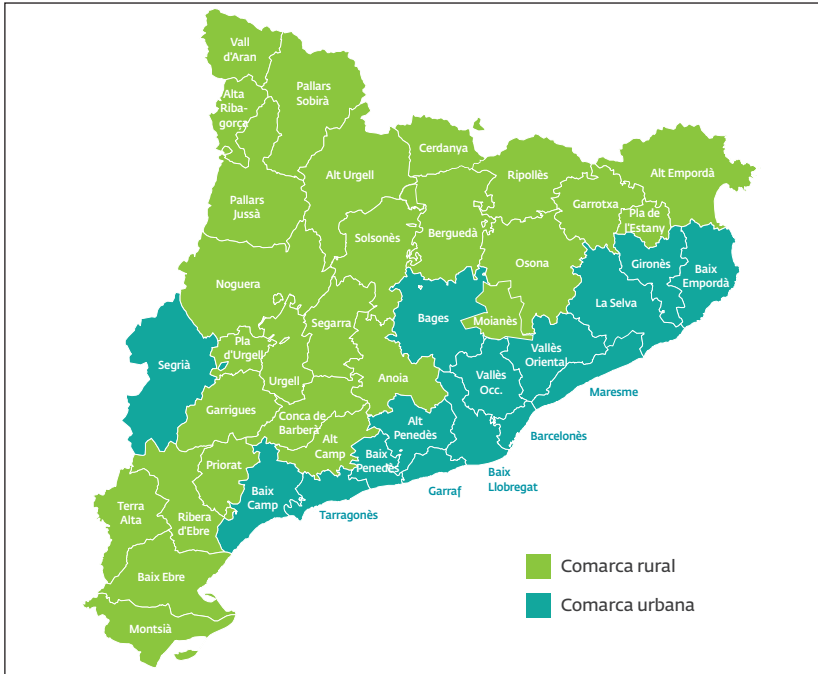 Vall
d'Aran
Pallars
Sobirà
Alta
Riba-
gorça
Cerdanya
Alt Urgell
Ripollès
Alt Empordà
Pallars
Jussà
Garrotxa
Pla de
l'Estany
Solsonès
Berguedà
Osona
Gironès
Baix
Empordà
Noguera
La Selva
Segarra
Bages
Moianès
Pla
d'Urgell
Segrià
Vallès
Oriental
Urgell
Anoia
Vallès
Occ.
Maresme
Garrigues
Conca de
Barberà
Alt
Penedès
Barcelonès
Alt
Camp
Baix
Penedès
Priorat
Baix
Llobregat
Garraf
Baix
Camp
Tarragonès
Terra
Alta
Ribera
d'Ebre
Baix Ebre
Montsià
Comarca rural
Comarca urbana